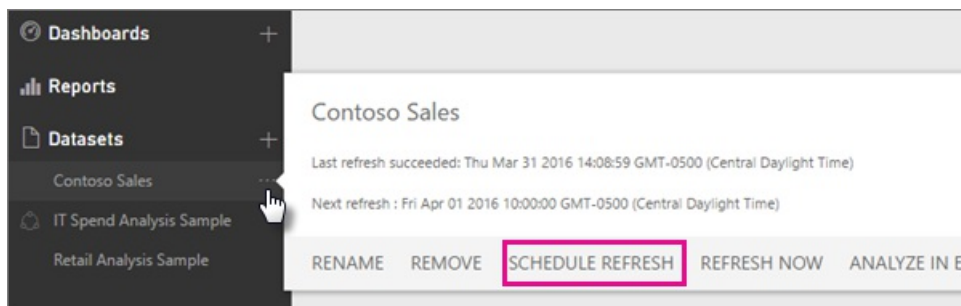 Dashboards +
Reports
Datasets +
Contoso Sales ...
IT Spend Analysis Sample
Retail Analysis Sample
Contoso Sales
Last refresh succeeded: Thu Mar 31 2016 14:08:59 GMT-0500 (Central Daylight Time)
Next refresh : Fri Apr 01 2016 10:00:00 GMT-0500 (Central Daylight Time)
RENAME REMOVE SCHEDULE REFRESH REFRESH NOW ANALYZE IN E